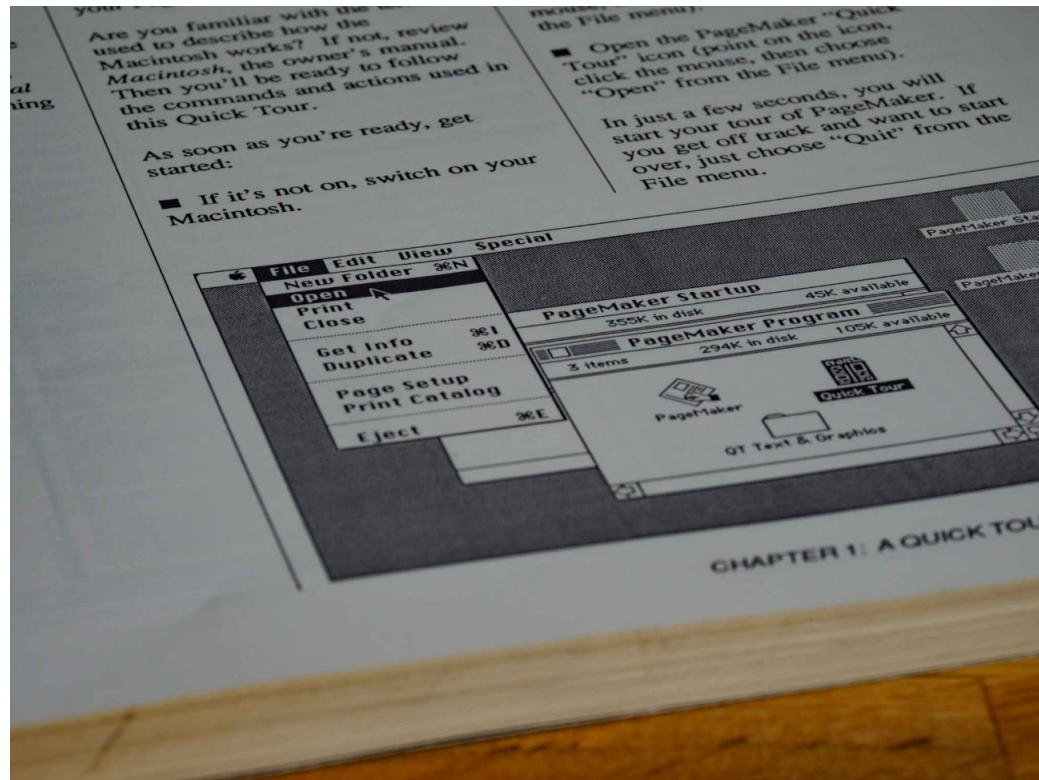 al
ning
your
Are you familiar with the
used to describe how the
Macintosh works? If not, review
Macintosh, the owner's manual.
Then you'll be ready to follow
the commands and actions used in
this Quick Tour.
As soon as you're ready, get
started:
■ If it's not on, switch on your
Macintosh.
the File menu).
■ Open the PageMaker “Quick
Tour” icon (point on the icon,
click the mouse, then choose
“Open” from the File menu).
In just a few seconds, you will
start your tour of PageMaker. If
you get off track and want to start
over, just choose “Quit” from the
File menu.
File Edit View Special
New Folder ⌘N
Open
Print
Close
Get Info ⌘I
Duplicate ⌘D
Page Setup
Print Catalog
Eject ⌘E
PageMaker Startup
355K in disk 45K available
PageMaker Program
3 items 294K in disk 105K available
PageMaker
Quick Tour
QT Text & Graphics
PageMaker Sta
PageMaker
CHAPTER 1: A QUICK TOU